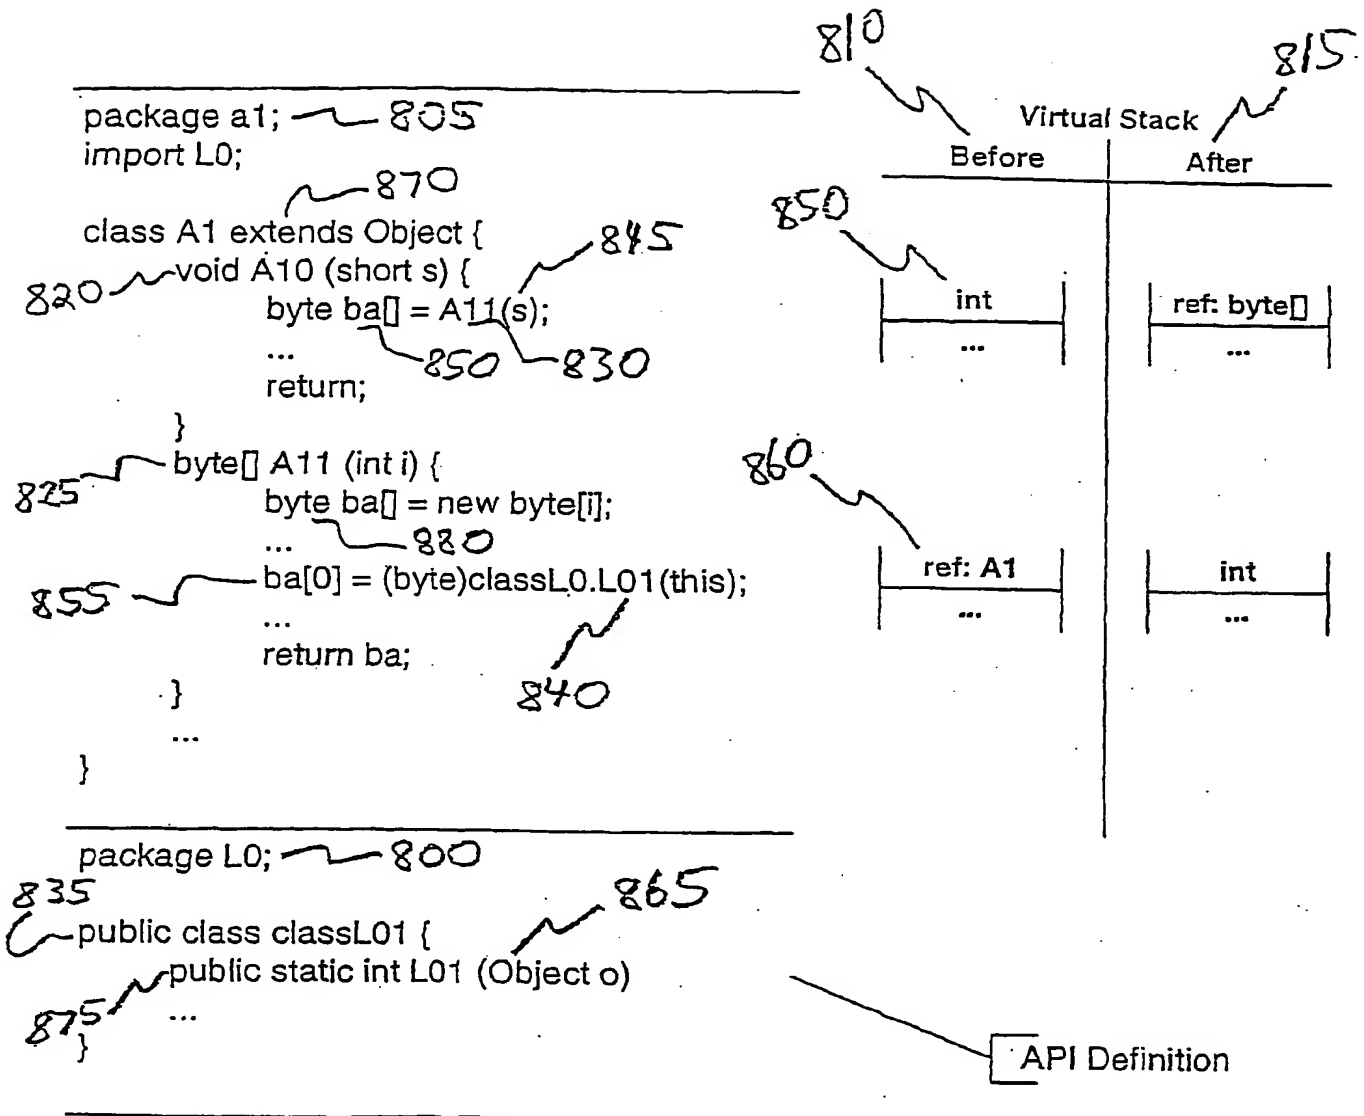 810
815
package a1; 805
Virtual Stack
import L0;
Before After
870
850
class A1 extends Object {
845
820 void A10 (short s) {
int ref: byte[]
byte ba[] = A11(s);
... ...
... 850 830
return;
}
860
825 byte[] A11 (int i) {
byte ba[] = new byte[i];
... 880
ref: A1 int
855 ba[0] = (byte)classL0.L01(this);
... ...
...
return ba;
840
}
...
}
package L0; 800
835 865
public class classL01 {
public static int L01 (Object o)
875 ...
}
API Definition